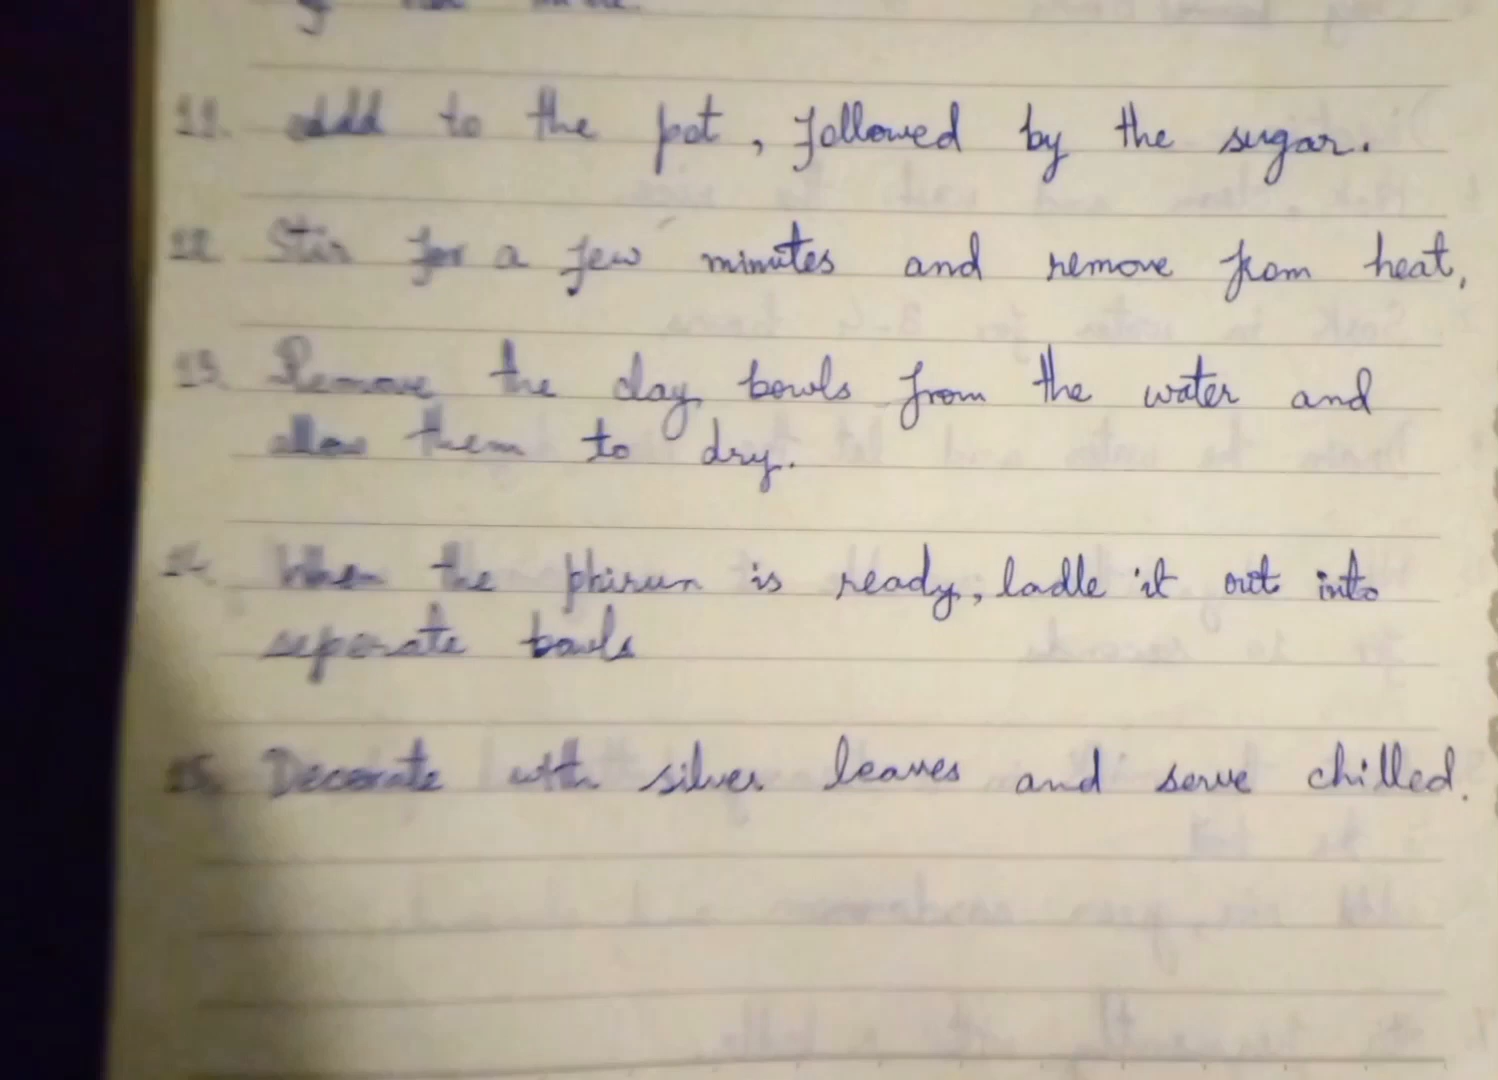 11. addd to the pot, followed by the sugar.
12. Stir for a few minutes and remove from heat.
13. Remove the clay bowls from the water and
allow them to dry.
14. When the phirun is ready, ladle it out into
seperate bowls
15. Decorate with silver leaves and serve chilled.